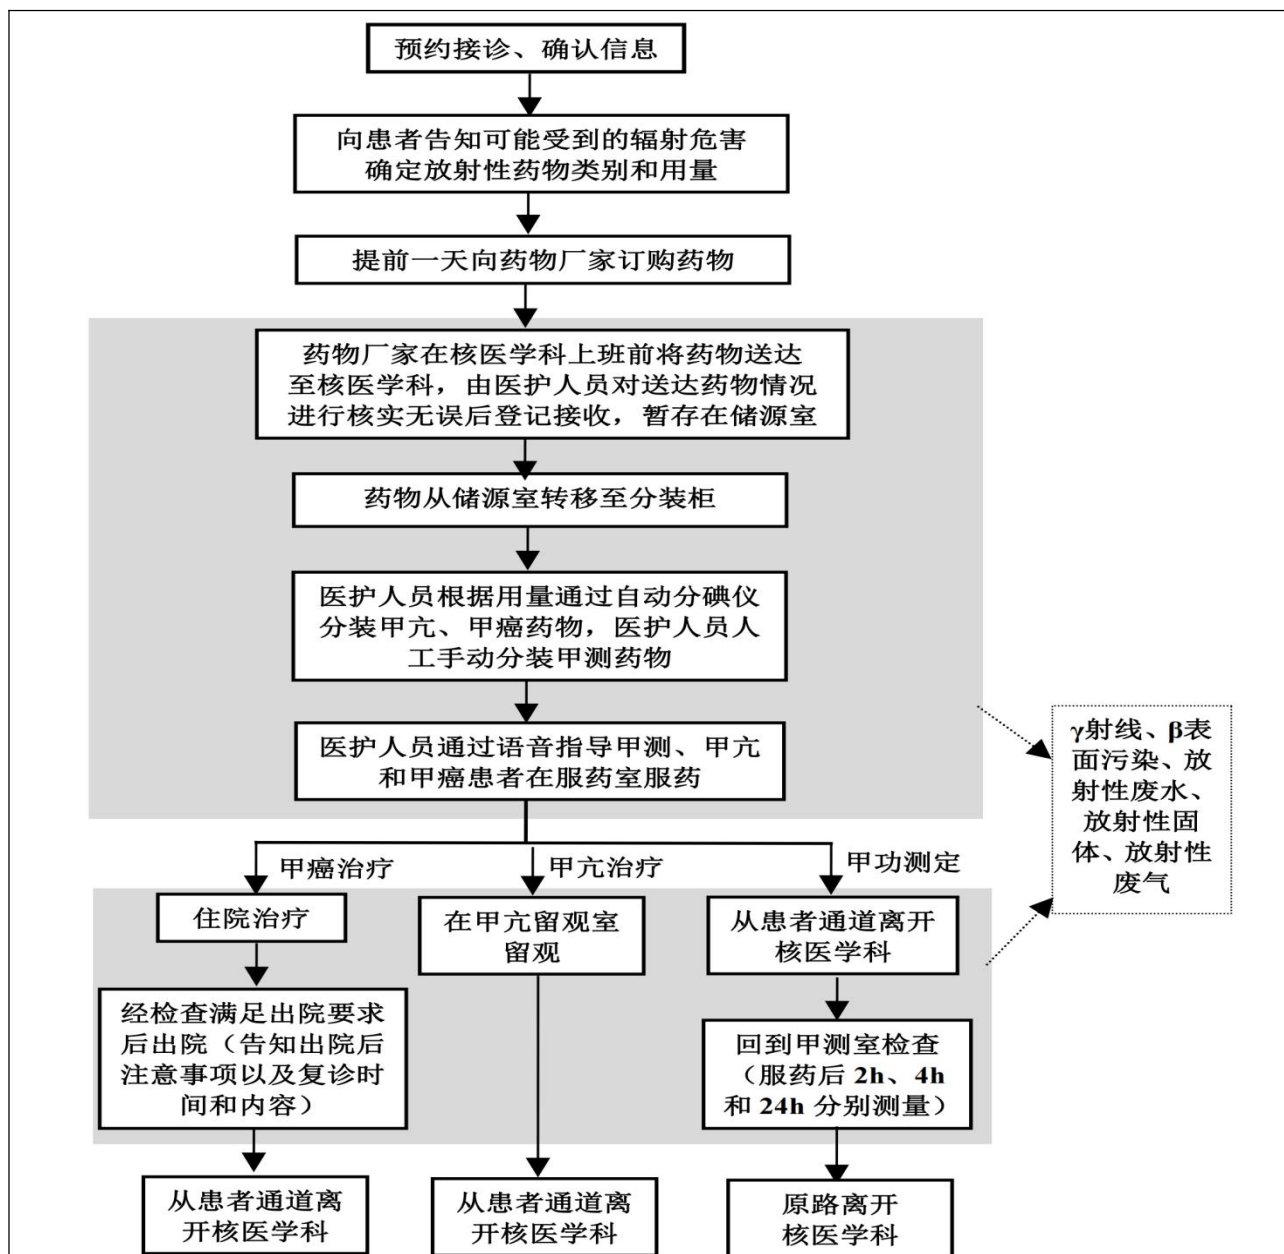 预约接诊、确认信息
向患者告知可能受到的辐射危害
确定放射性药物类别和用量
提前一天向药物厂家订购药物
药物厂家在核医学科上班前将药物送达
至核医学科，由医护人员对送达药物情况
进行核实无误后登记接收，暂存在储源室
药物从储源室转移至分装柜
医护人员根据用量通过自动分碘仪
分装甲亢、甲癌药物，医护人员人
工手动分装甲测药物
医护人员通过语音指导甲测、甲亢
和甲癌患者在服药室服药
γ射线、β表
面污染、放
射性废水、
放射性固
体、放射性
废气
甲癌治疗
甲亢治疗
甲功测定
住院治疗
在甲亢留观室
留观
从患者通道离开
核医学科
经检查满足出院要求
后出院（告知出院后
注意事项以及复诊时
间和内容）
回到甲测室检查
（服药后 2h、4h
和 24h 分别测量）
从患者通道离
开核医学科
从患者通道离
开核医学科
原路离开
核医学科